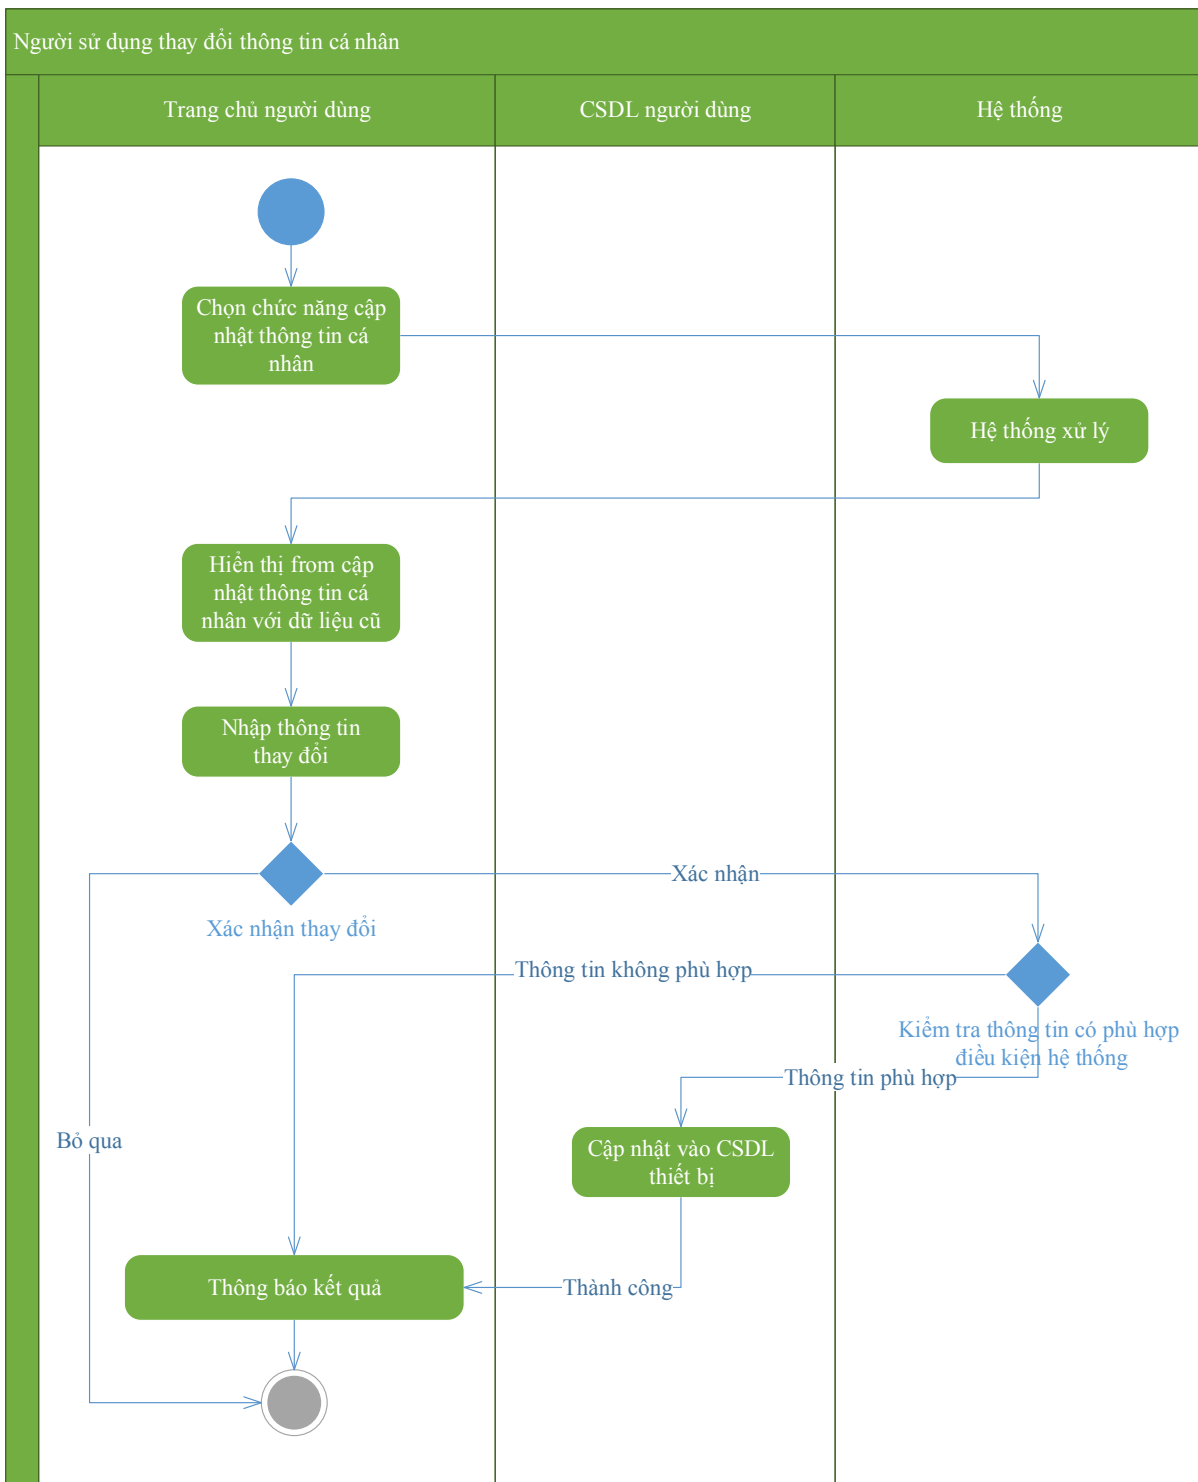 Người sử dụng thay đổi thông tin cá nhân
Trang chủ người dùng
CSDL người dùng
Hệ thống
Chọn chức năng cập
nhật thông tin cá
nhân
Hệ thống xử lý
Hiển thị from cập
nhật thông tin cá
nhân với dữ liệu cũ
Nhập thông tin
thay đổi
Xác nhận
Xác nhận thay đổi
Thông tin không phù hợp
Kiểm tra thông tin có phù hợp
điều kiện hệ thống
Thông tin phù hợp
Bỏ qua
Cập nhật vào CSDL
thiết bị
Thông báo kết quả
Thành công